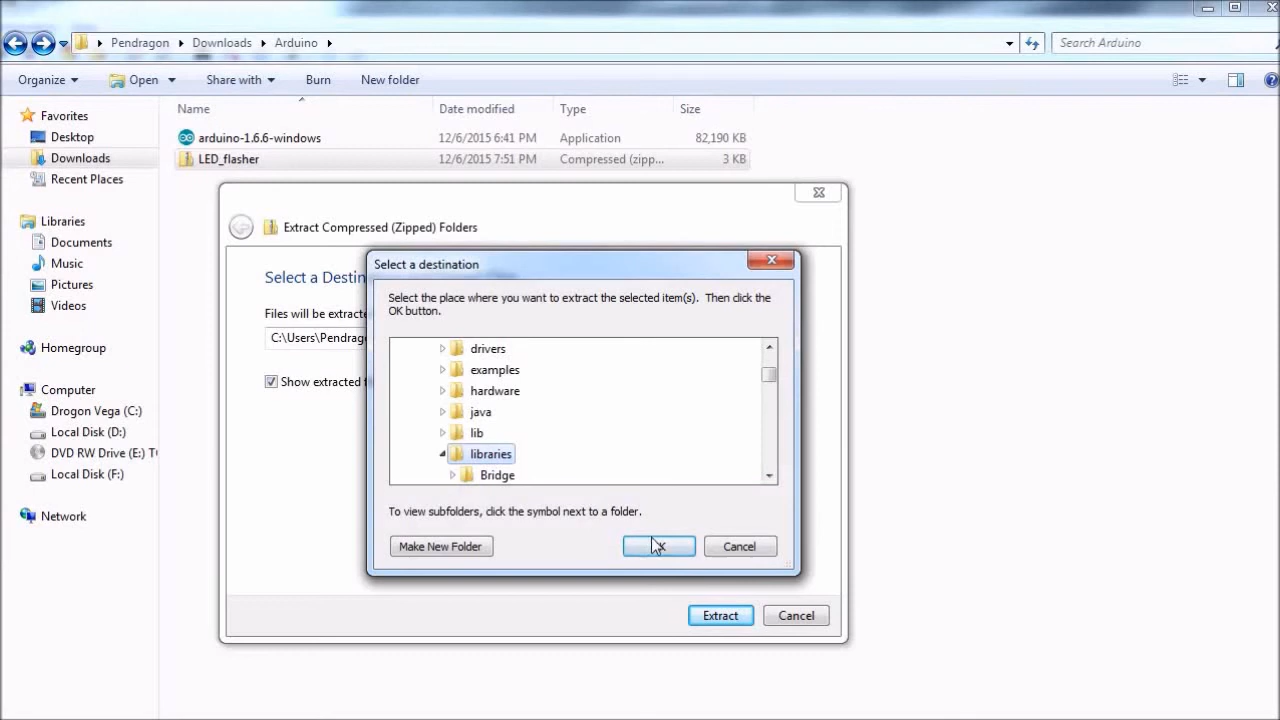 Pendragon Downloads Arduino
Search Arduino
Organize Open Share with Burn New folder
Name Date modified Type Size
Favorites
Desktop
Downloads
Recent Places
Libraries
Documents
Music
Pictures
Videos
Homegroup
Computer
Drogon Vega (C:)
Local Disk (D:)
DVD RW Drive (E:)
Local Disk (F:)
Network
arduino-1.6.6-windows 12/6/2015 6:41 PM Application 82,190 KB
LED_flasher 12/6/2015 7:51 PM Compressed (zipp... 3 KB
Extract Compressed (Zipped) Folders
Select a
Files will be
C:\Users\
Show extracted
Select a destination
Select the place where you want to extract the selected item(s). Then click the
OK button.
drivers
examples
hardware
java
lib
libraries
Bridge
To view subfolders, click the symbol next to a folder.
Make New Folder Cancel
Extract Cancel